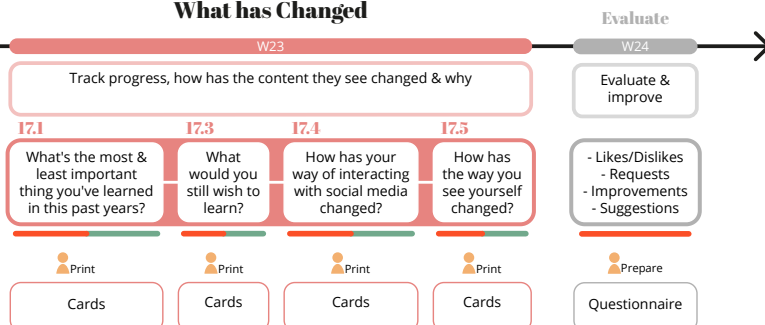 What has Changed
Evaluate
W23
W24
Track progress, how has the content they see changed & why
Evaluate &
improve
17.1
17.3
17.4
17.5
What's the most &
least important
thing you've learned
in this past years?
What
would you
still wish to
learn?
How has your
way of interacting
with social media
changed?
How has
the way you
see yourself
changed?
- Likes/Dislikes
- Requests
- Improvements
- Suggestions
Print
Print
Print
Print
Prepare
Cards
Cards
Cards
Cards
Questionnaire